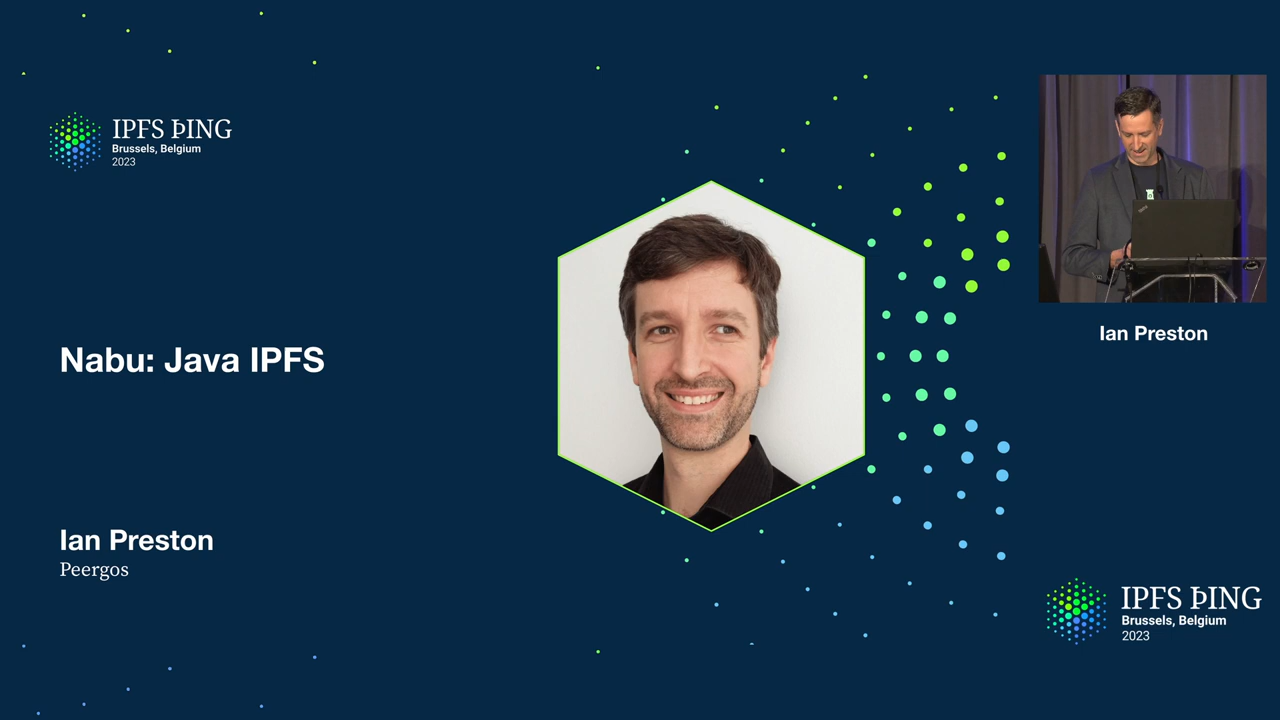 IPFS ÞING
Brussels, Belgium
2023
Nabu: Java IPFS
Ian Preston
Peergos
Ian Preston
IPFS ÞING
Brussels, Belgium
2023